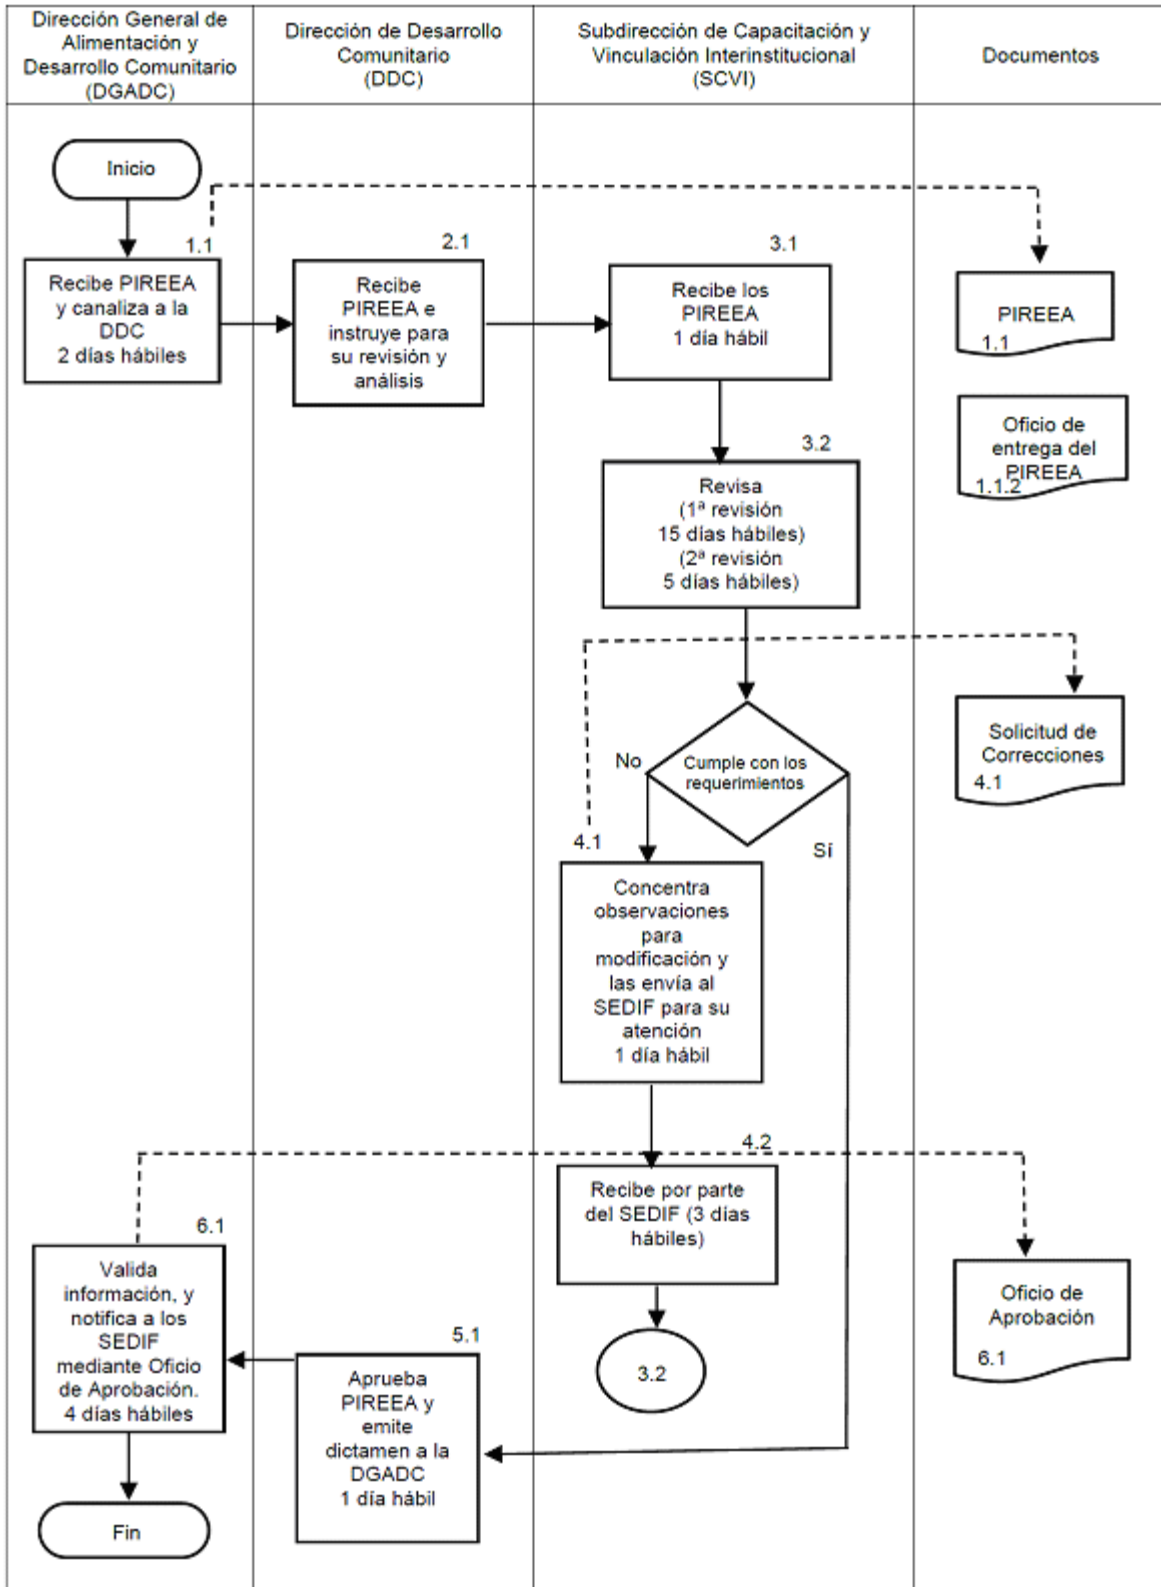 Dirección General de
Alimentación y
Desarrollo Comunitario
(DGADC)
Dirección de Desarrollo
Comunitario
(DDC)
Subdirección de Capacitación y
Vinculación Interinstitucional
(SCVI)
Documentos
Inicio
1.1
Recibe PIREEA
y canaliza a la
DDC
2 días hábiles
2.1
Recibe
PIREEA e
instruye para
su revisión y
análisis
3.1
Recibe los
PIREEA
1 día hábil
PIREEA
1.1
Oficio de
entrega del
PIREEA
1.1.2
3.2
Revisa
(1ª revisión
15 días hábiles)
(2ª revisión
5 días hábiles)
Cumple con los
requerimientos
No
Sí
Solicitud de
Correcciones
4.1
4.1
Concentra
observaciones
para
modificación y
las envía al
SEDIF para su
atención
1 día hábil
4.2
Recibe por parte
del SEDIF (3 días
hábiles)
3.2
5.1
Aprueba
PIREEA y
emite
dictamen a la
DGADC
1 día hábil
6.1
Valida
información, y
notifica a los
SEDIF
mediante Oficio
de Aprobación.
4 días hábiles
Oficio de
Aprobación
6.1
Fin